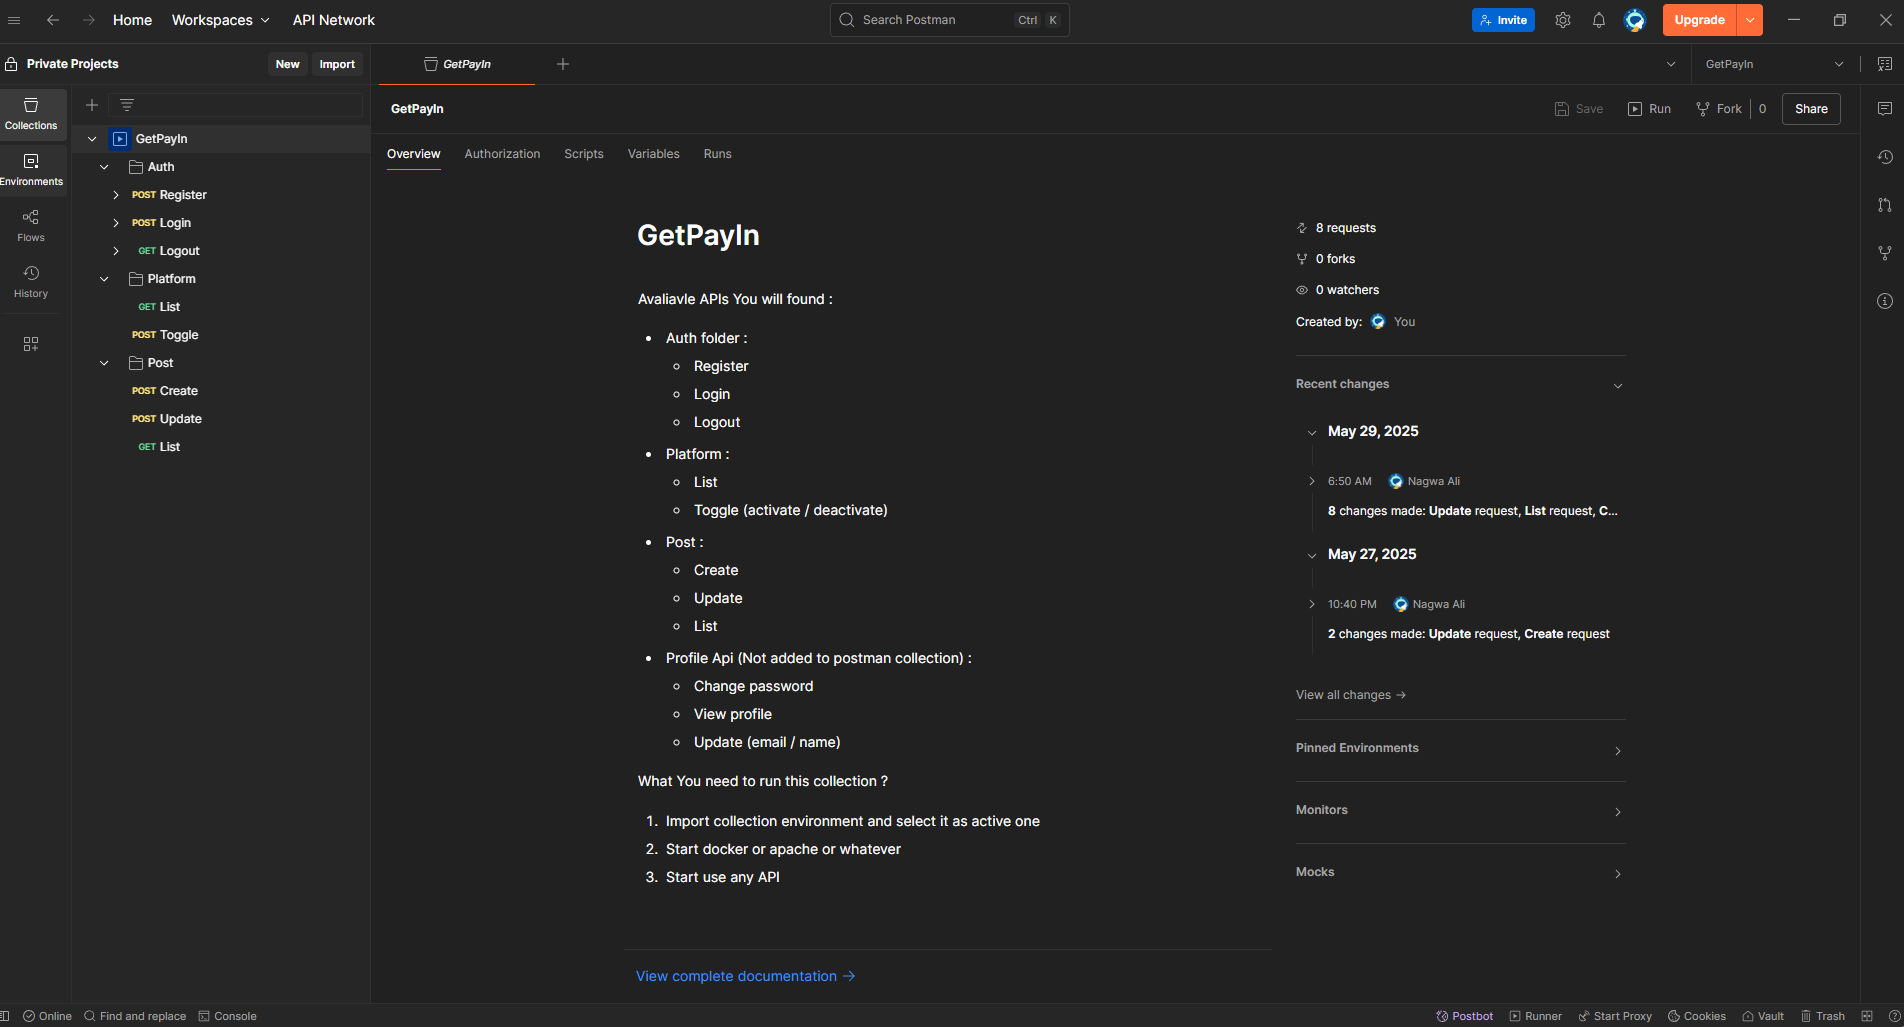 Home Workspaces API Network Search Postman Ctrl K Invite Upgrade
Private Projects New Import GetPayIn GetPayIn
GetPayIn Save Run Fork 0 Share
Collections
Environments
Flows
History
GetPayIn
Auth
POST Register
POST Login
GET Logout
Platform
GET List
POST Toggle
Post
POST Create
POST Update
GET List
Overview Authorization Scripts Variables Runs
GetPayIn
Avaliavle APIs You will found :
• Auth folder :
Register
Login
Logout
• Platform :
List
Toggle (activate / deactivate)
• Post :
Create
Update
List
• Profile Api (Not added to postman collection) :
Change password
View profile
Update (email / name)
What You need to run this collection ?
1. Import collection environment and select it as active one
2. Start docker or apache or whatever
3. Start use any API
View complete documentation →
8 requests
0 forks
0 watchers
Created by: You
Recent changes
May 29, 2025
6:50 AM Nagwa Ali
8 changes made: Update request, List request, C...
May 27, 2025
10:40 PM Nagwa Ali
2 changes made: Update request, Create request
View all changes →
Pinned Environments
Monitors
Mocks
Online Find and replace Console Postbot Runner Start Proxy Cookies Vault Trash